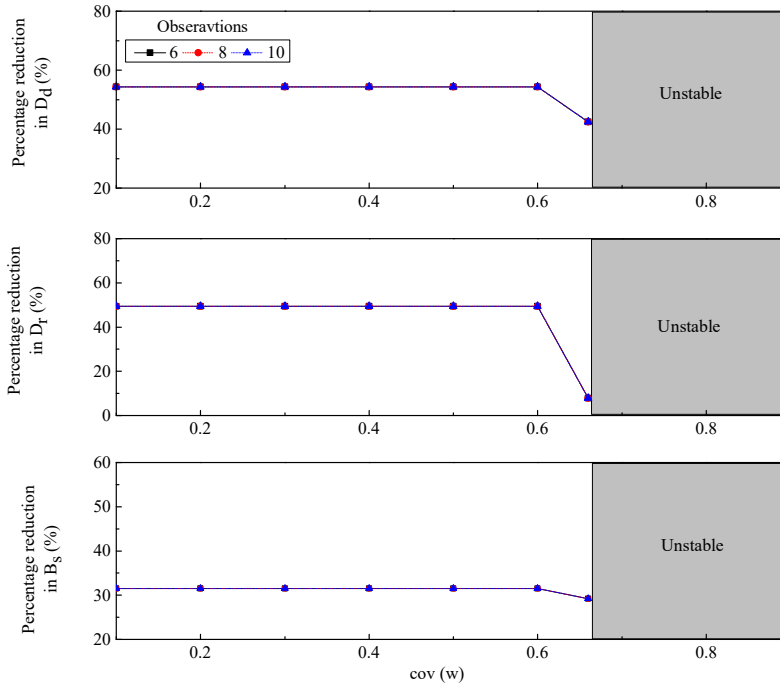 80
60
40
20
Percentage reduction
in Dd (%)
Obseravtions
6 8 10
Unstable
0.2 0.4 0.6 0.8
80
60
40
20
0
Percentage reduction
in Dr (%)
Unstable
0.2 0.4 0.6 0.8
60
50
40
30
20
Percentage reduction
in Bs (%)
Unstable
0.2 0.4 0.6 0.8
cov (w)